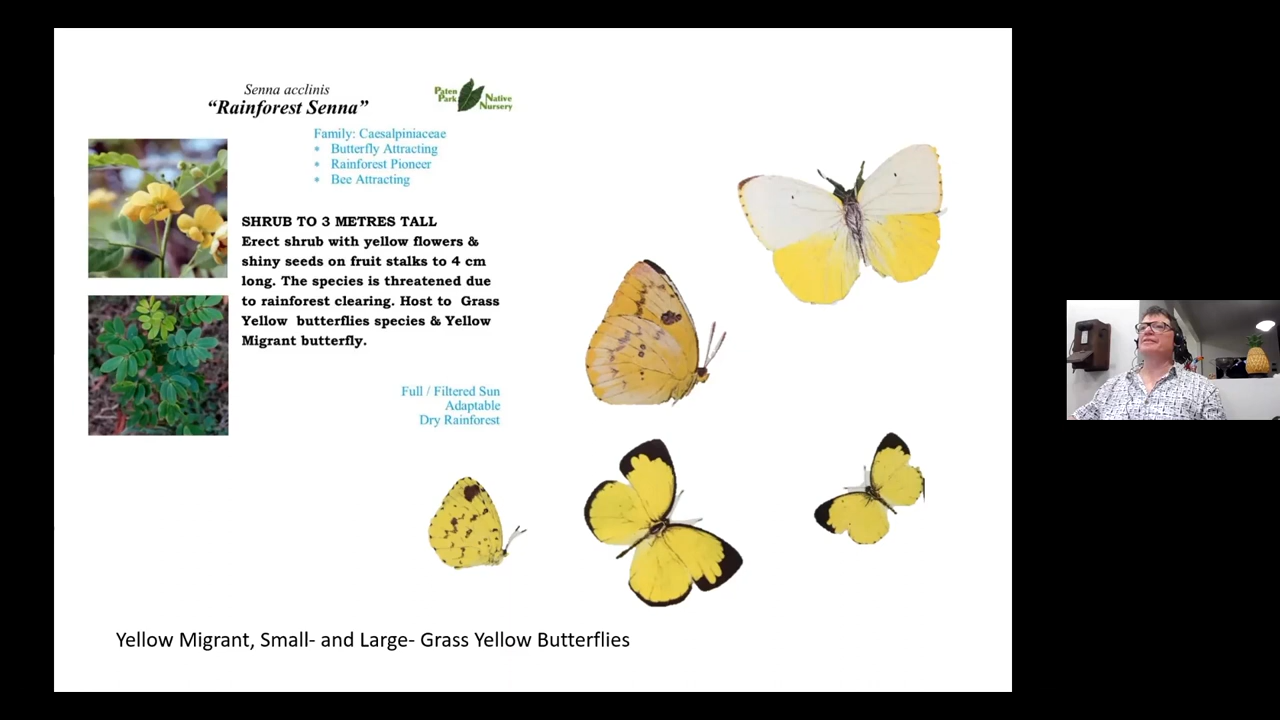 Senna acclinis
“Rainforest Senna”
Paten Park Native Nursery
Family: Caesalpiniaceae
• Butterfly Attracting
• Rainforest Pioneer
• Bee Attracting
SHRUB TO 3 METRES TALL
Erect shrub with yellow flowers &
shiny seeds on fruit stalks to 4 cm
long. The species is threatened due
to rainforest clearing. Host to Grass
Yellow butterflies species & Yellow
Migrant butterfly.
Full / Filtered Sun
Adaptable
Dry Rainforest
Yellow Migrant, Small- and Large- Grass Yellow Butterflies